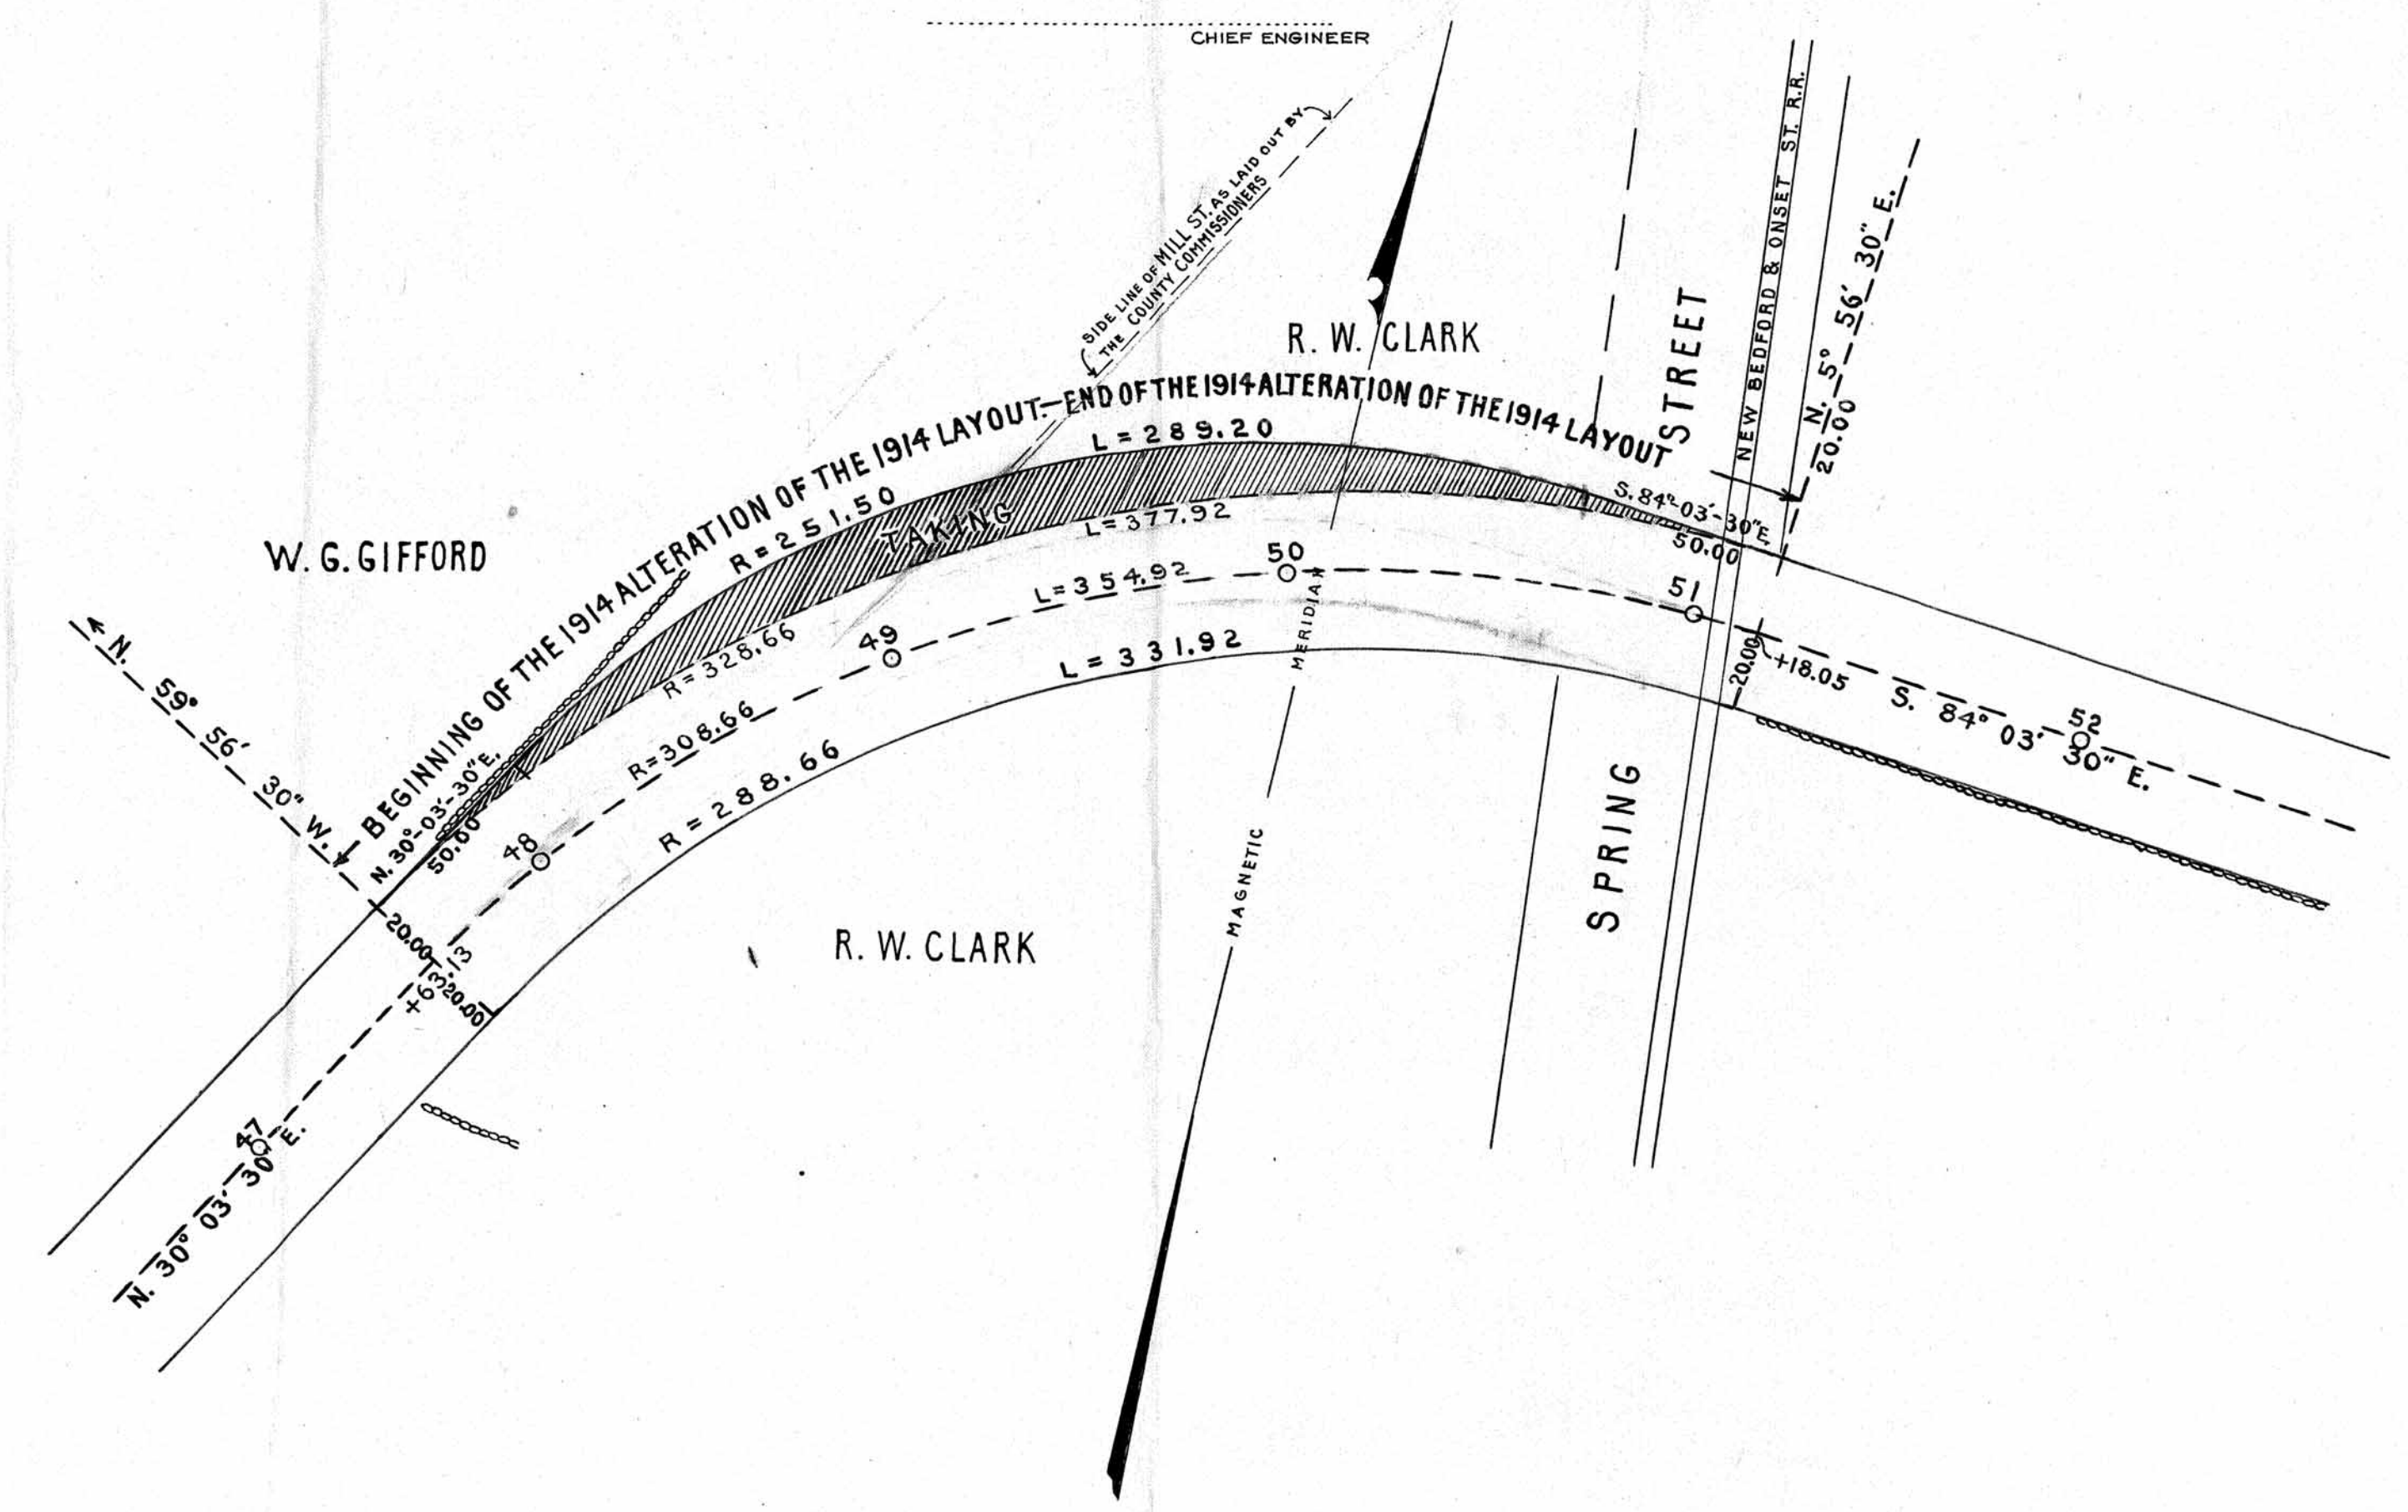 CHIEF ENGINEER
SIDE LINE OF MILL ST. AS LAID OUT BY
THE COUNTY COMMISSIONERS
R. W. CLARK
STREET
NEW BEDFORD & ONSET ST. R.R.
N. 5° 56' 30" E.
20.00
BEGINNING OF THE 1914 ALTERATION OF THE 1914 LAYOUT.—END OF THE 1914 ALTERATION OF THE 1914 LAYOUT
L = 289.20
R = 251.50
TAKING
L = 377.92
R = 328.66
S. 84°-03'-30" E.
50.00
W. G. GIFFORD
N. 59° 56' 30" W.
N. 30°-03'-30" E.
50.00
48
49
50
51
52
L = 354.92
R = 308.66
L = 331.92
R = 288.66
20.00
+18.05
S. 84° 03' 30" E.
20.00
+63.13
20.00
R. W. CLARK
MAGNETIC MERIDIAN
SPRING
47
N. 30° 03' 30" E.